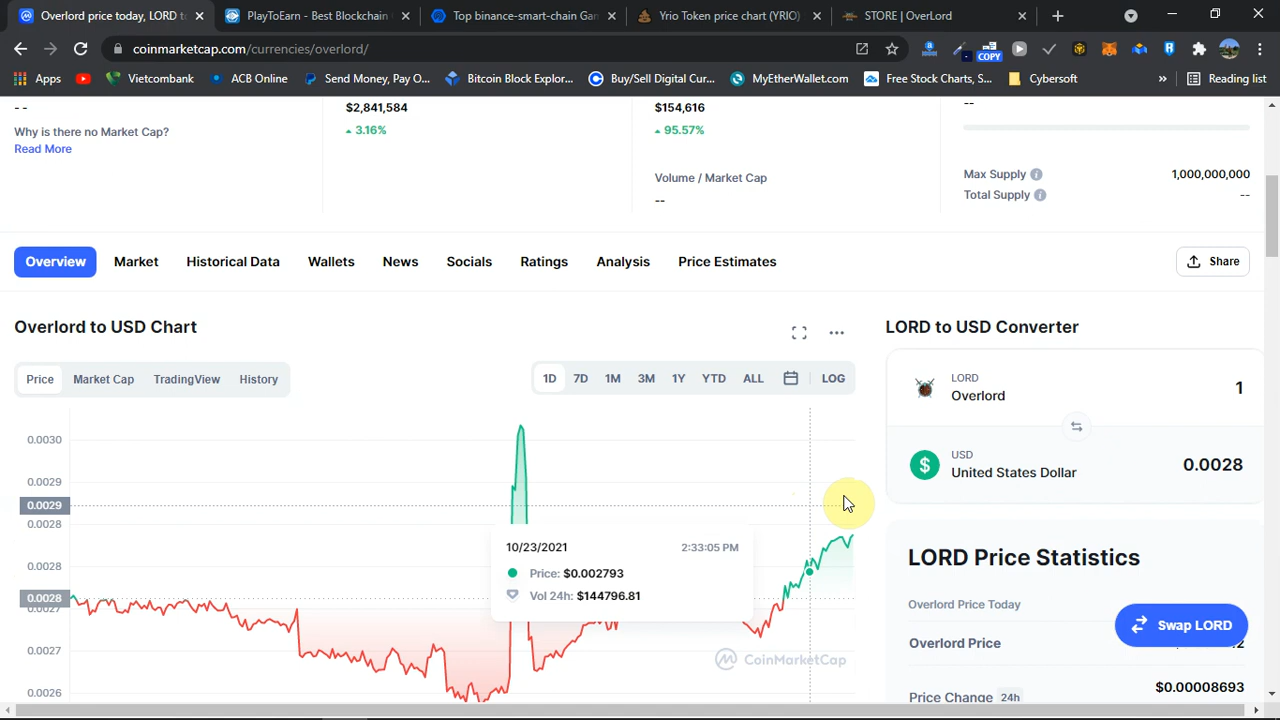 Overlord price today, LORD to
PlayToEarn - Best Blockchain
Top binance-smart-chain Gam
Yrio Token price chart (YRIO)
STORE | OverLord
coinmarketcap.com/currencies/overlord/
COPY
Apps
Vietcombank
ACB Online
Send Money, Pay O...
Bitcoin Block Explor...
Buy/Sell Digital Cur...
MyEtherWallet.com
Free Stock Charts, S...
Cybersoft
»
Reading list
- -
$2,841,584
$154,616
--
Why is there no Market Cap?
3.16%
95.57%
Read More
Volume / Market Cap
--
Max Supply
1,000,000,000
Total Supply
--
Overview
Market
Historical Data
Wallets
News
Socials
Ratings
Analysis
Price Estimates
Share
Overlord to USD Chart
LORD to USD Converter
Price
Market Cap
TradingView
History
1D
7D
1M
3M
1Y
YTD
ALL
LOG
LORD
Overlord
1
USD
United States Dollar
0.0028
0.0030
0.0029
0.0029
0.0028
0.0028
0.0028
0.0027
0.0026
10/23/2021
2:33:05 PM
Price: $0.002793
Vol 24h: $144796.81
CoinMarketCap
LORD Price Statistics
Overlord Price Today
Swap LORD
Overlord Price
Price Change 24h
$0.00008693